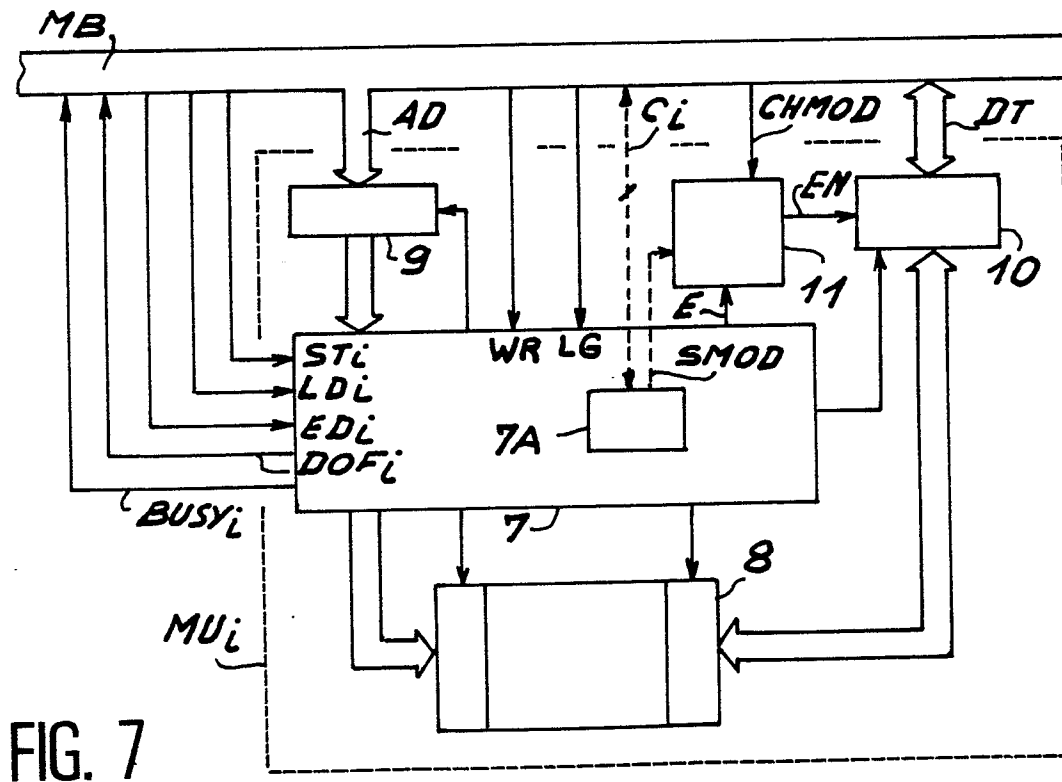 MB
AD
Ci
CHMOD
DT
EN
9
11
10
E
STi
WR LG
SMOD
LDi
7A
EDi
DOFi
BUSYi
7
8
MUi
FIG. 7